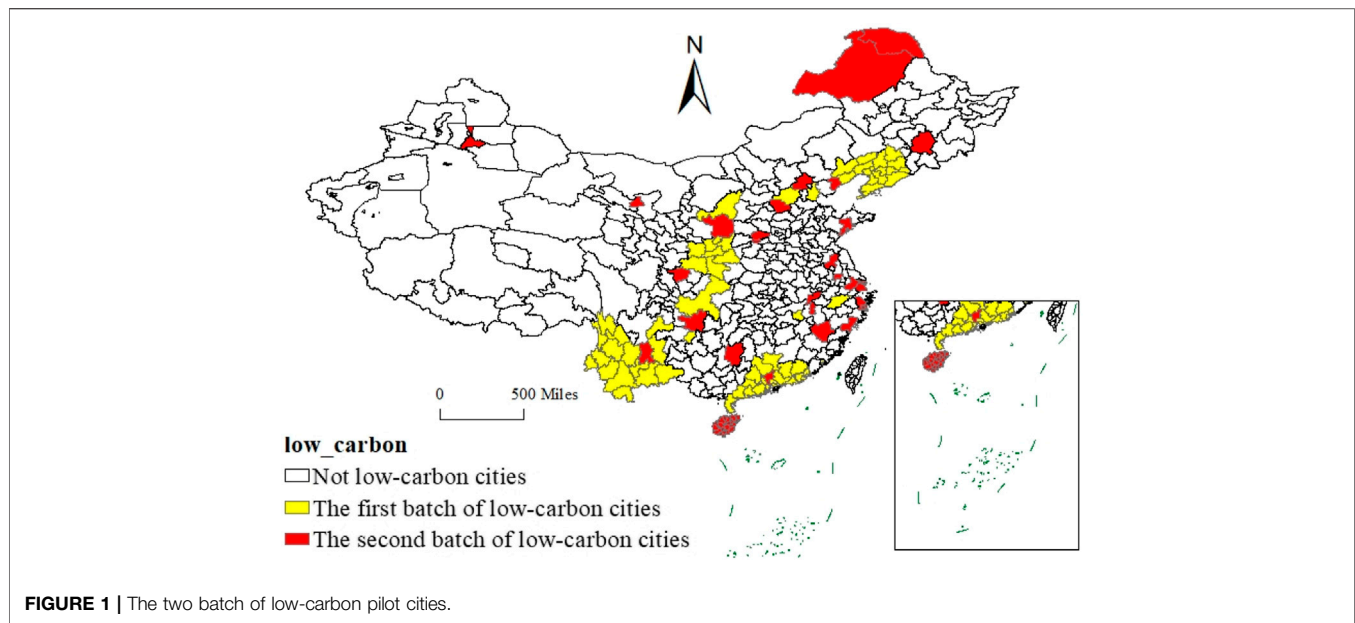 N
0 500 Miles
low_carbon
Not low-carbon cities
The first batch of low-carbon cities
The second batch of low-carbon cities
FIGURE 1 | The two batch of low-carbon pilot cities.